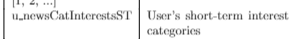 [1, 2, ...]
u_newsCatInterestsST User's short-term interest
categories